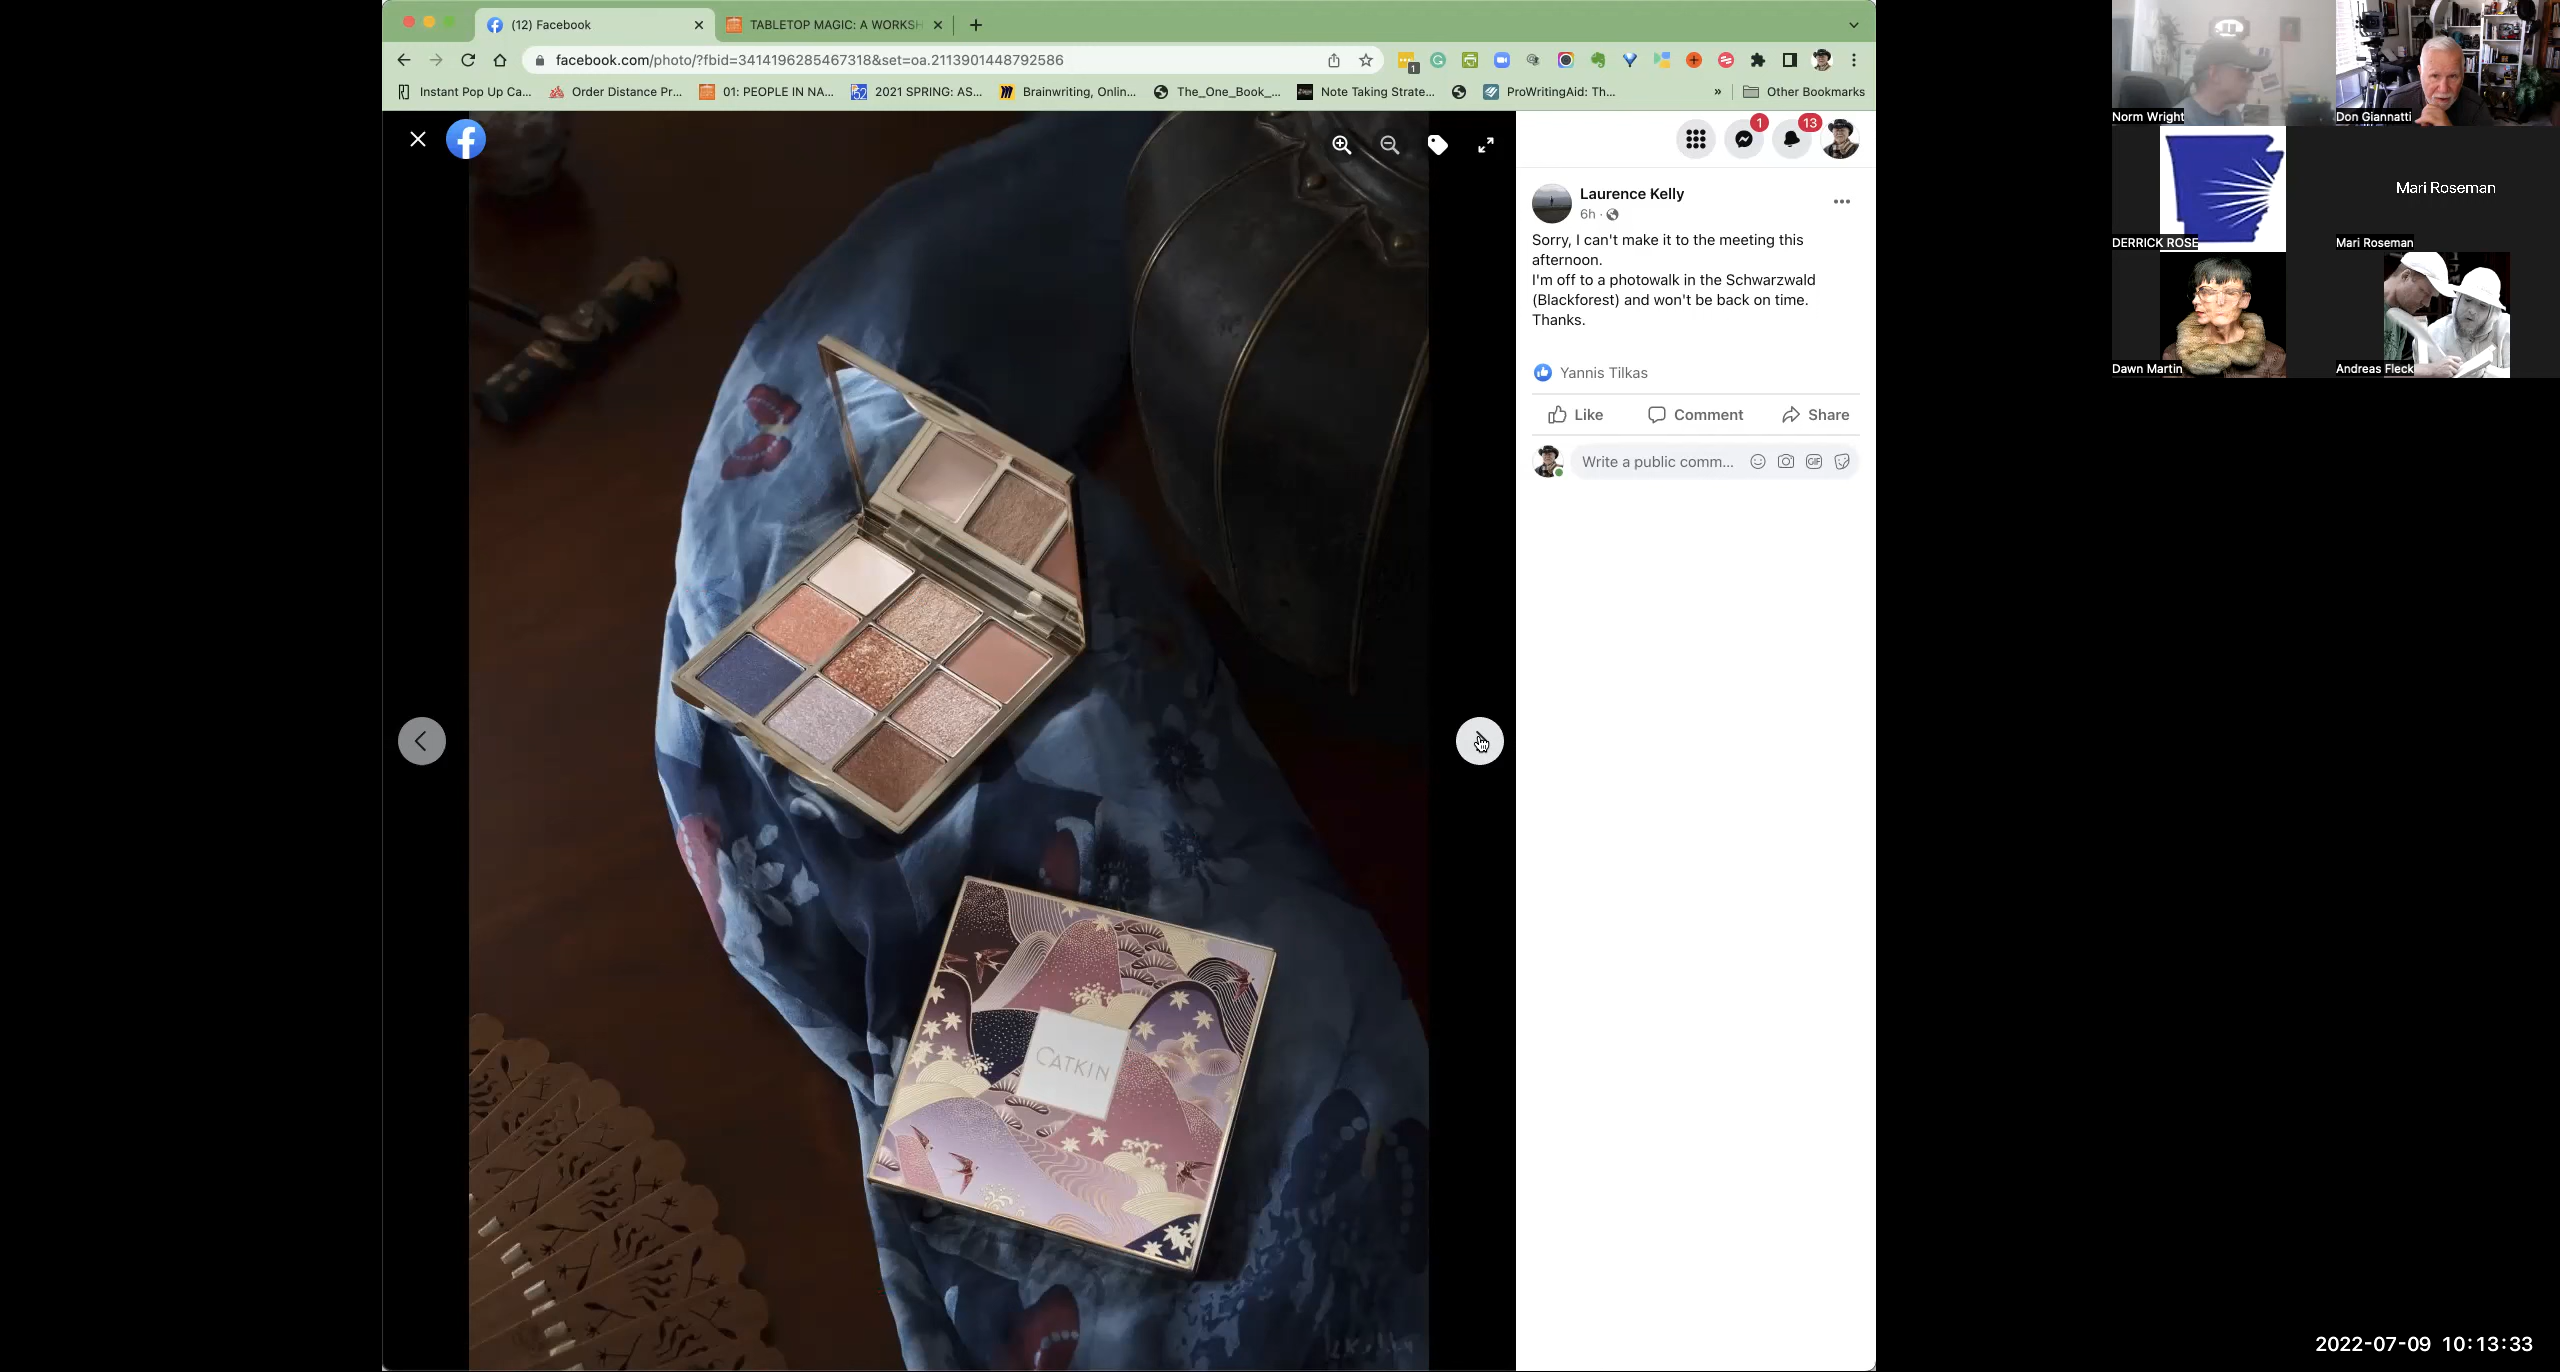 (12) Facebook
TABLETOP MAGIC: A WORKSH
facebook.com/photo/?fbid=3414196285467318&set=oa.2113901448792586
1
Instant Pop Up Ca...
Order Distance Pr...
01: PEOPLE IN NA...
2021 SPRING: AS...
Brainwriting, Onlin...
The_One_Book_...
Note Taking Strate...
ProWritingAid: Th...
»
Other Bookmarks
1
13
Laurence Kelly
6h ·
Sorry, I can't make it to the meeting this
afternoon.
I'm off to a photowalk in the Schwarzwald
(Blackforest) and won't be back on time.
Thanks.
Yannis Tilkas
Like
Comment
Share
Write a public comm...
GIF
CATKIN
Norm Wright
Don Giannatti
DERRICK ROSE
Mari Roseman
Mari Roseman
Dawn Martin
Andreas Fleck
2022-07-09 10:13:33